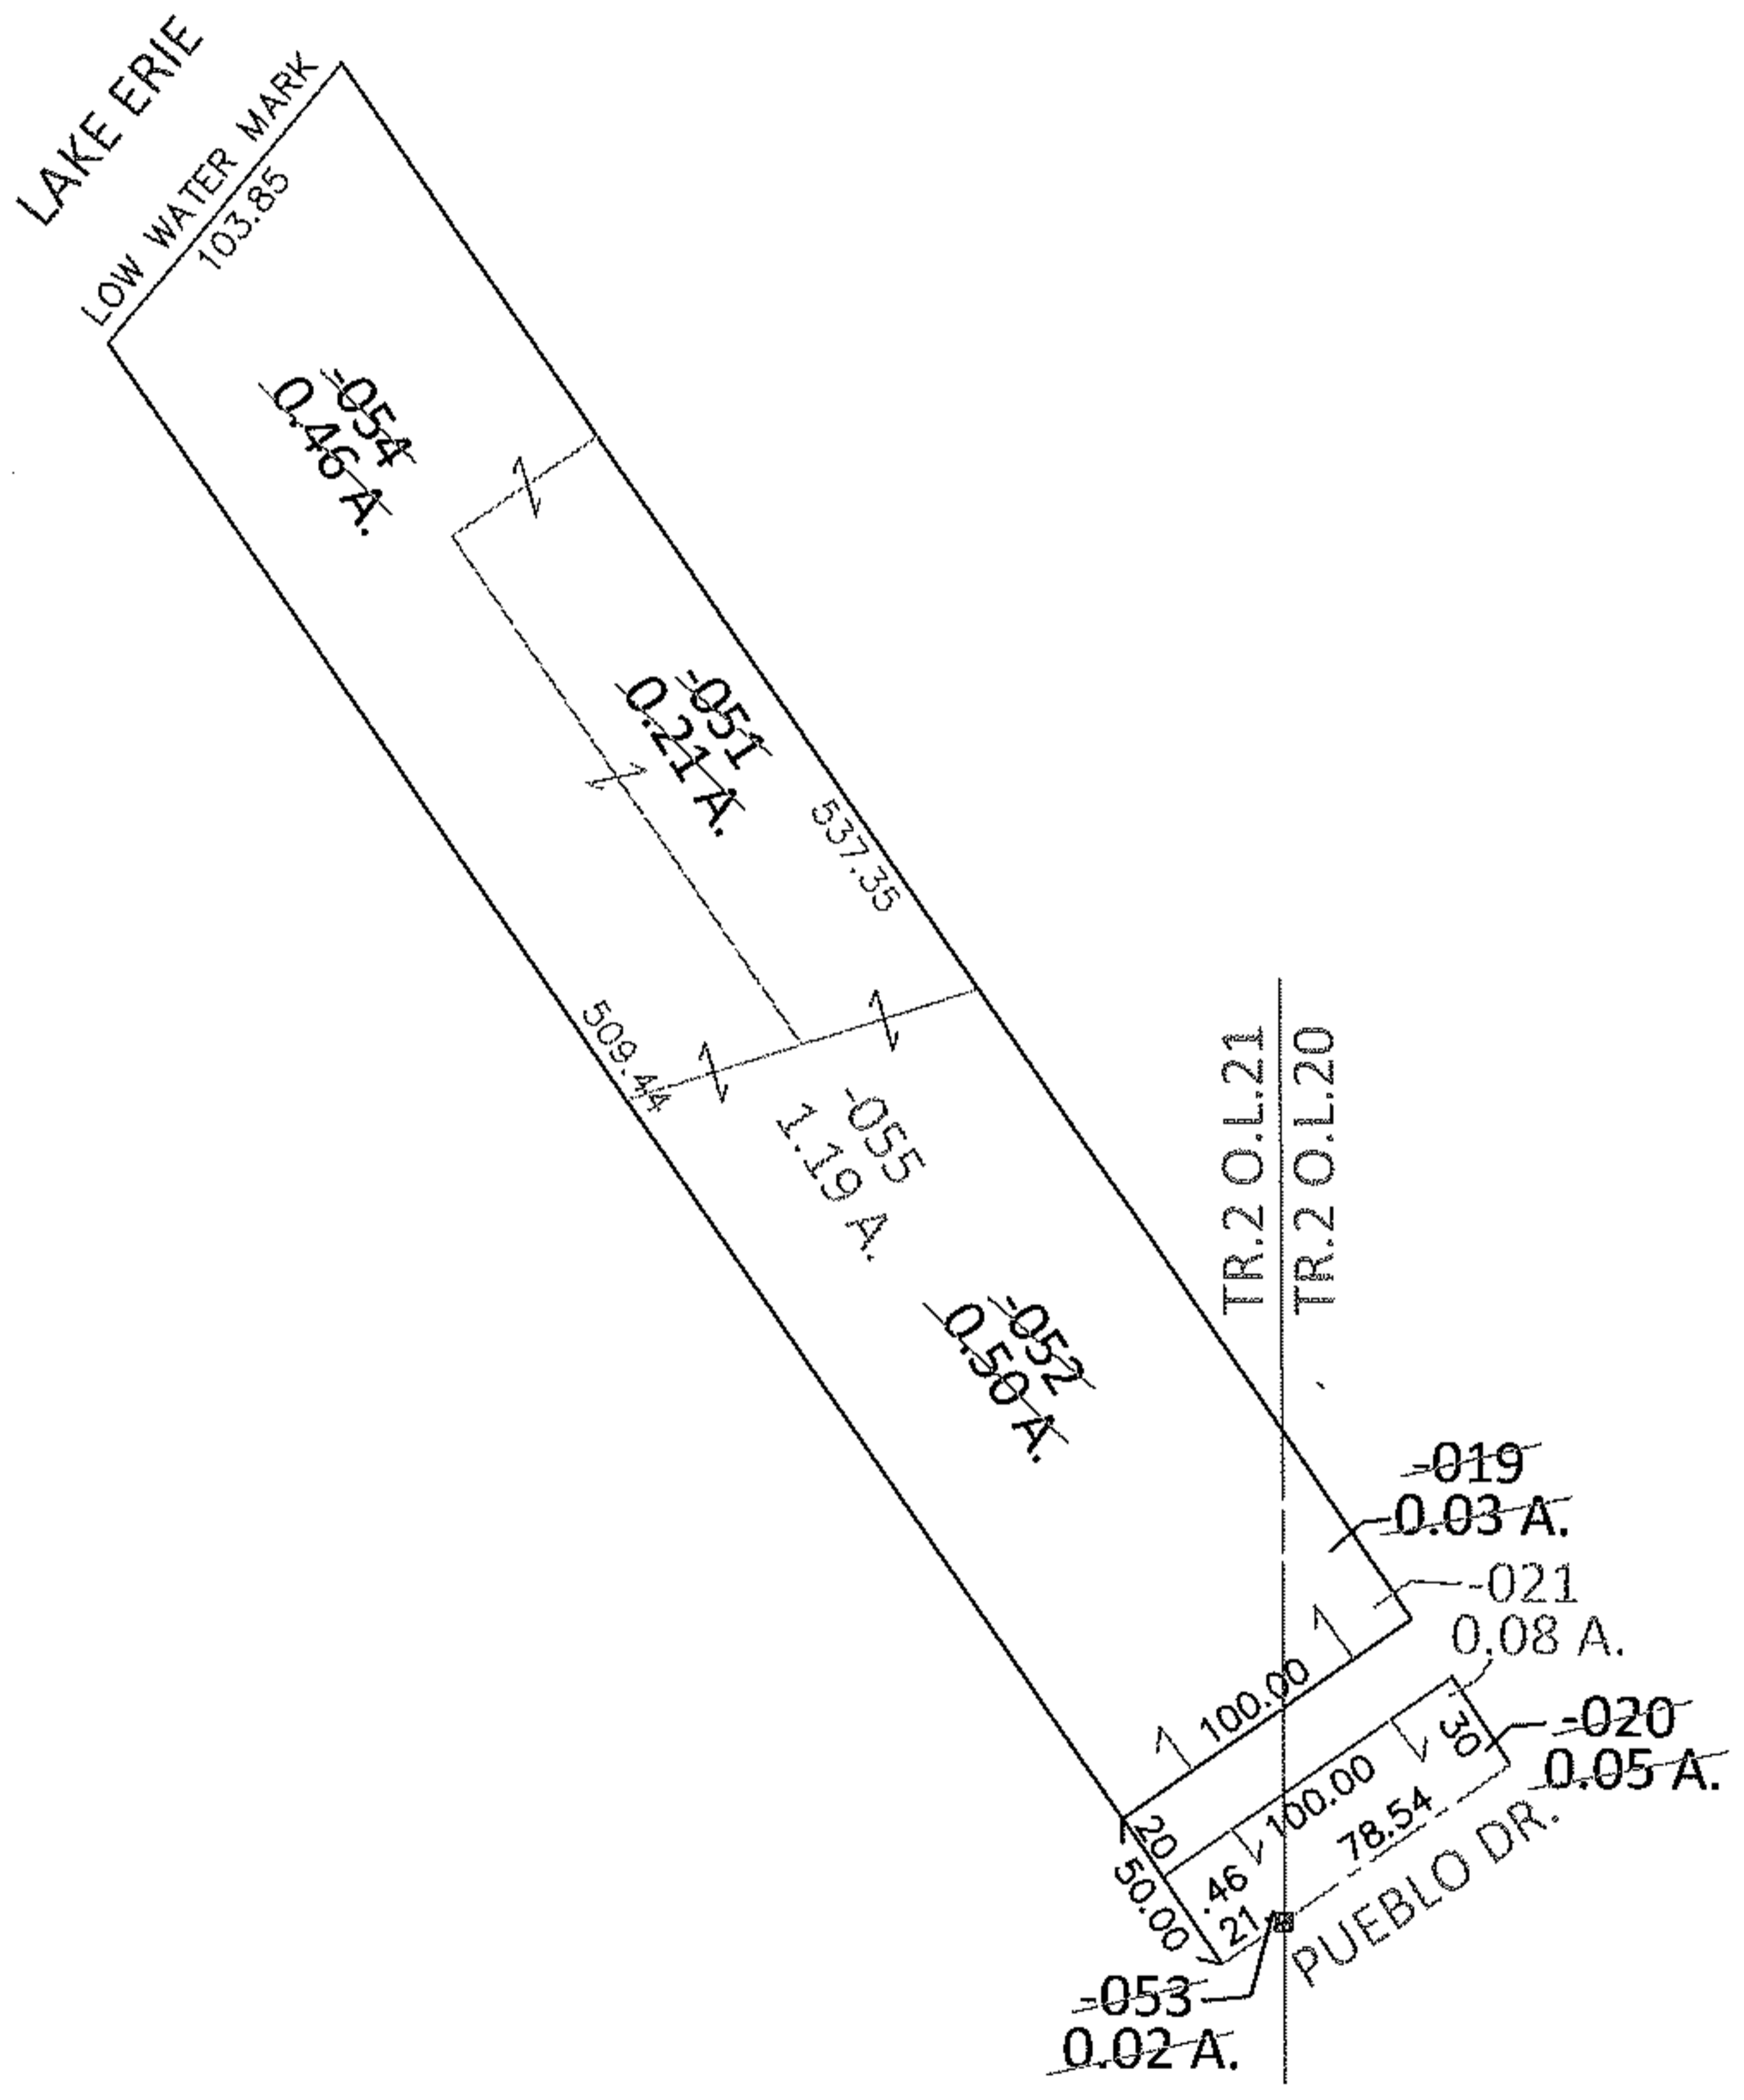 LAKE ERIE
LOW WATER MARK
103.85
-054
0.46 A.
-051
0.21 A.
537.35
509.44
-055
1.19 A.
TR.2 O.L.21
TR.2 O.L.20
-052
0.50 A.
-019
0.03 A.
-021
0.08 A.
100.00
-020
0.05 A.
30
100.00
78.54
20
50.00
21.46
PUEBLO DR.
-053
0.02 A.